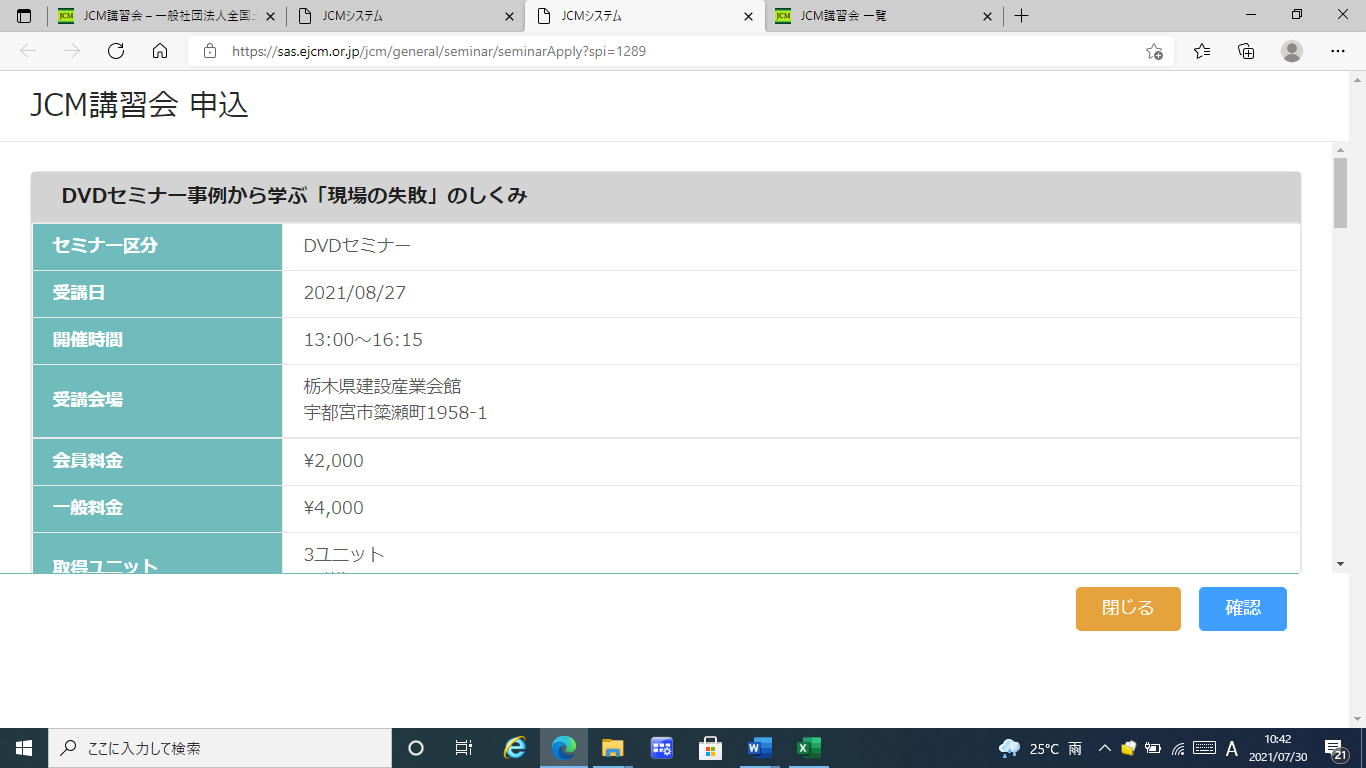 JCM講習会 – 一般社団法人全国土
JCMシステム
JCMシステム
JCM講習会 一覧
https://sas.ejcm.or.jp/jcm/general/seminar/seminarApply?spi=1289
JCM講習会 申込
DVDセミナー事例から学ぶ「現場の失敗」のしくみ
セミナー区分 DVDセミナー
受講日 2021/08/27
開催時間 13:00～16:15
受講会場 栃木県建設産業会館
宇都宮市簗瀬町1958-1
会員料金 ¥2,000
一般料金 ¥4,000
取得ユニット 3ユニット
閉じる 確認
ここに入力して検索
25°C 雨
A
10:42
2021/07/30
21